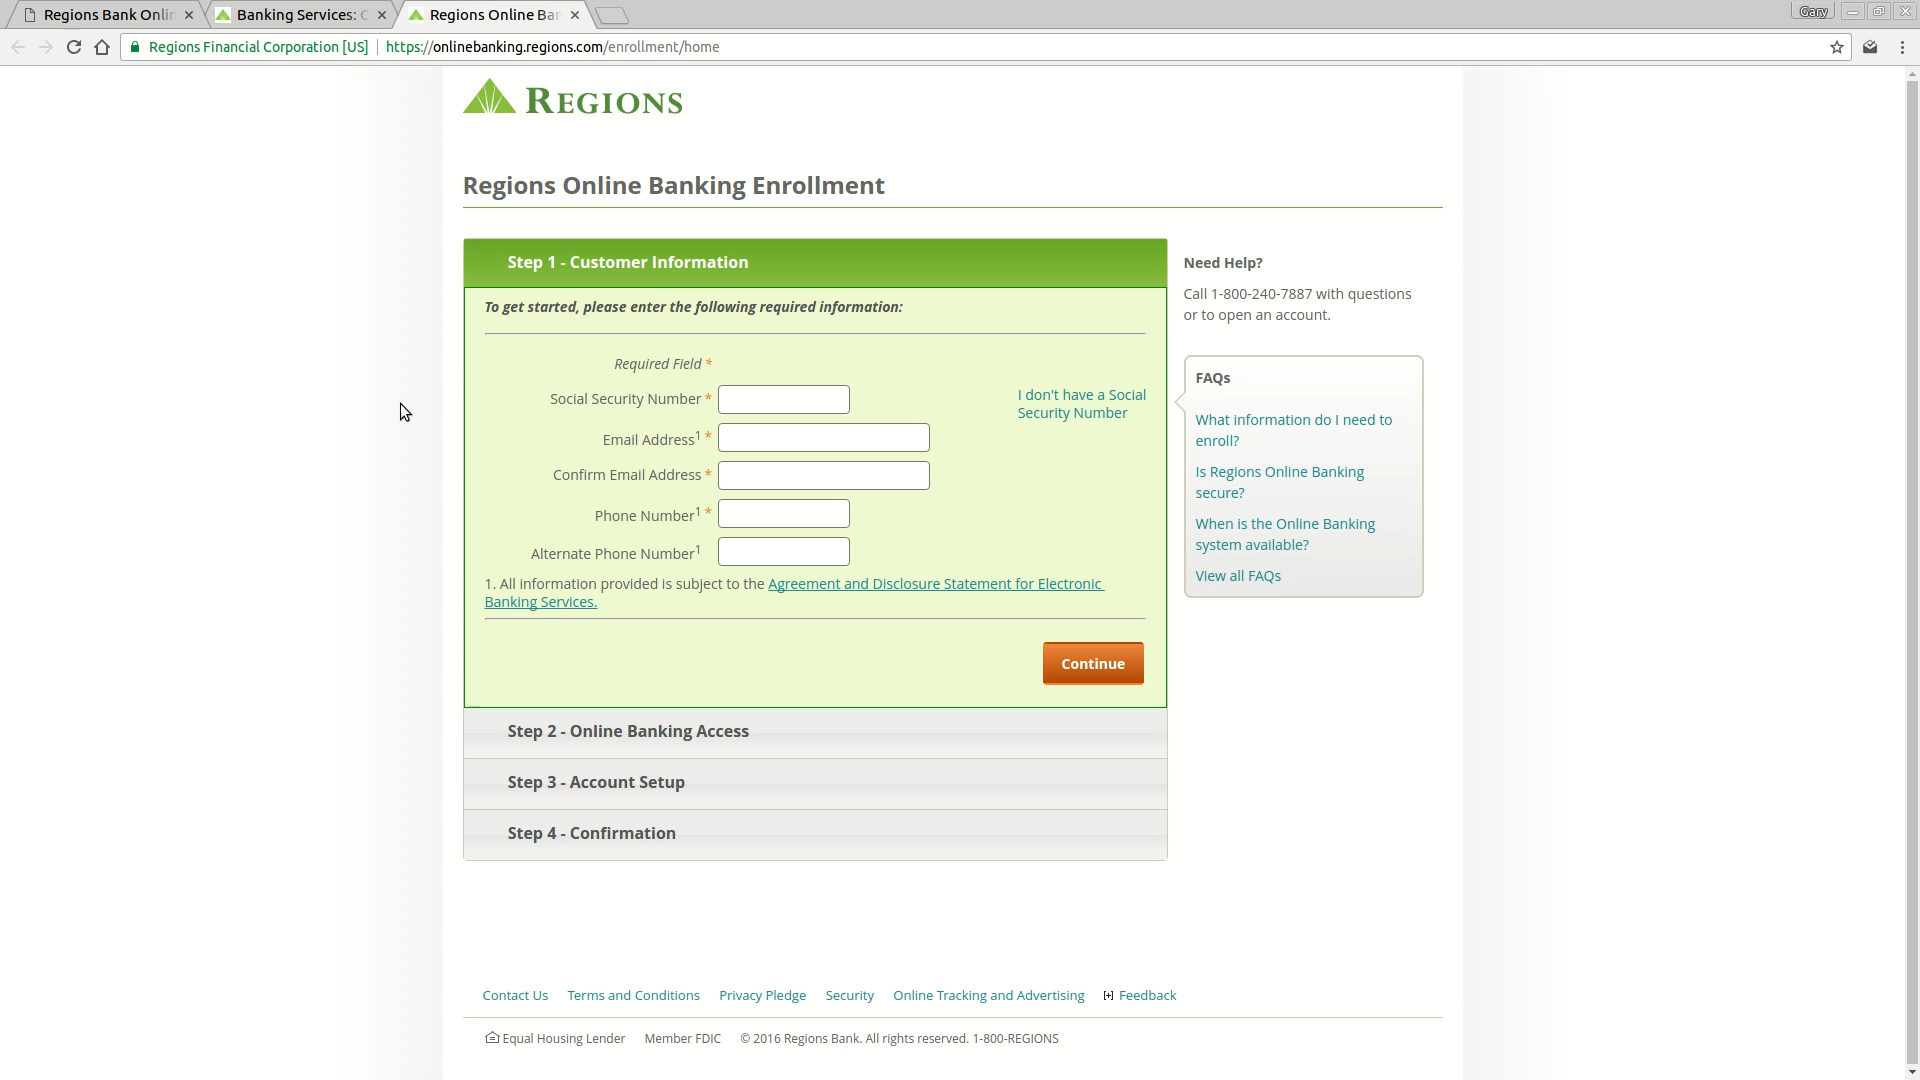 Regions Bank Onlin
Banking Services: C
Regions Online Ban
Gary
Regions Financial Corporation [US]
https://onlinebanking.regions.com/enrollment/home
REGIONS
Regions Online Banking Enrollment
Step 1 - Customer Information
To get started, please enter the following required information:
Required Field *
Social Security Number *
I don't have a Social
Security Number
Email Address1 *
Confirm Email Address *
Phone Number1 *
Alternate Phone Number1
1. All information provided is subject to the Agreement and Disclosure Statement for Electronic
Banking Services.
Continue
Step 2 - Online Banking Access
Step 3 - Account Setup
Step 4 - Confirmation
Need Help?
Call 1-800-240-7887 with questions
or to open an account.
FAQs
What information do I need to
enroll?
Is Regions Online Banking
secure?
When is the Online Banking
system available?
View all FAQs
Contact Us Terms and Conditions Privacy Pledge Security Online Tracking and Advertising [+] Feedback
Equal Housing Lender Member FDIC © 2016 Regions Bank. All rights reserved. 1-800-REGIONS